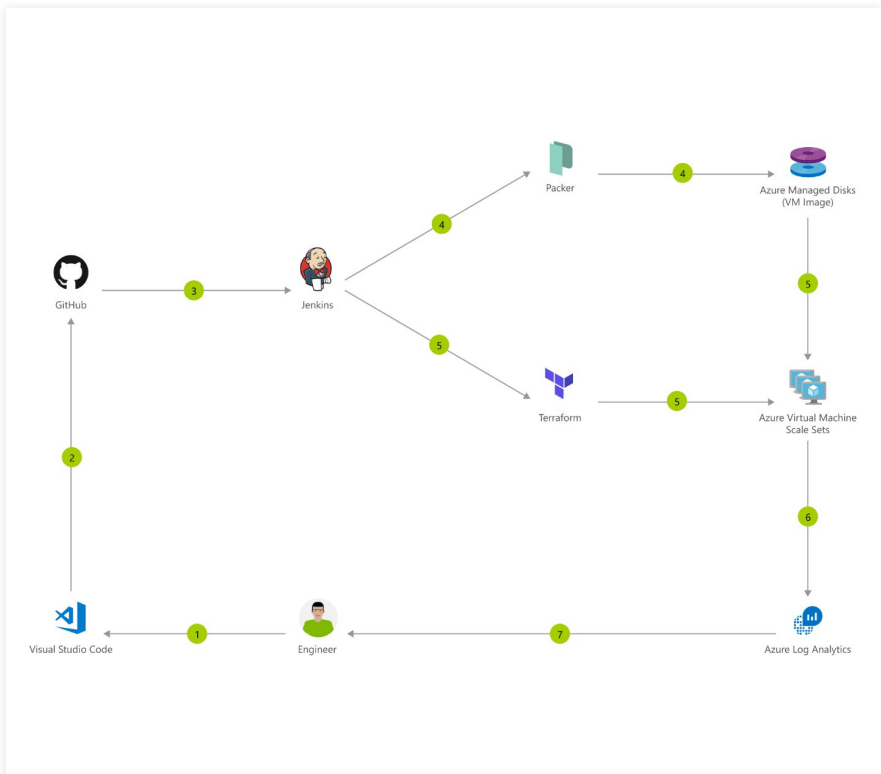 4
Packer
4
Azure Managed Disks
(VM Image)
GitHub
3
Jenkins
5
5
Terraform
5
Azure Virtual Machine
Scale Sets
2
6
Visual Studio Code
1
Engineer
7
Azure Log Analytics